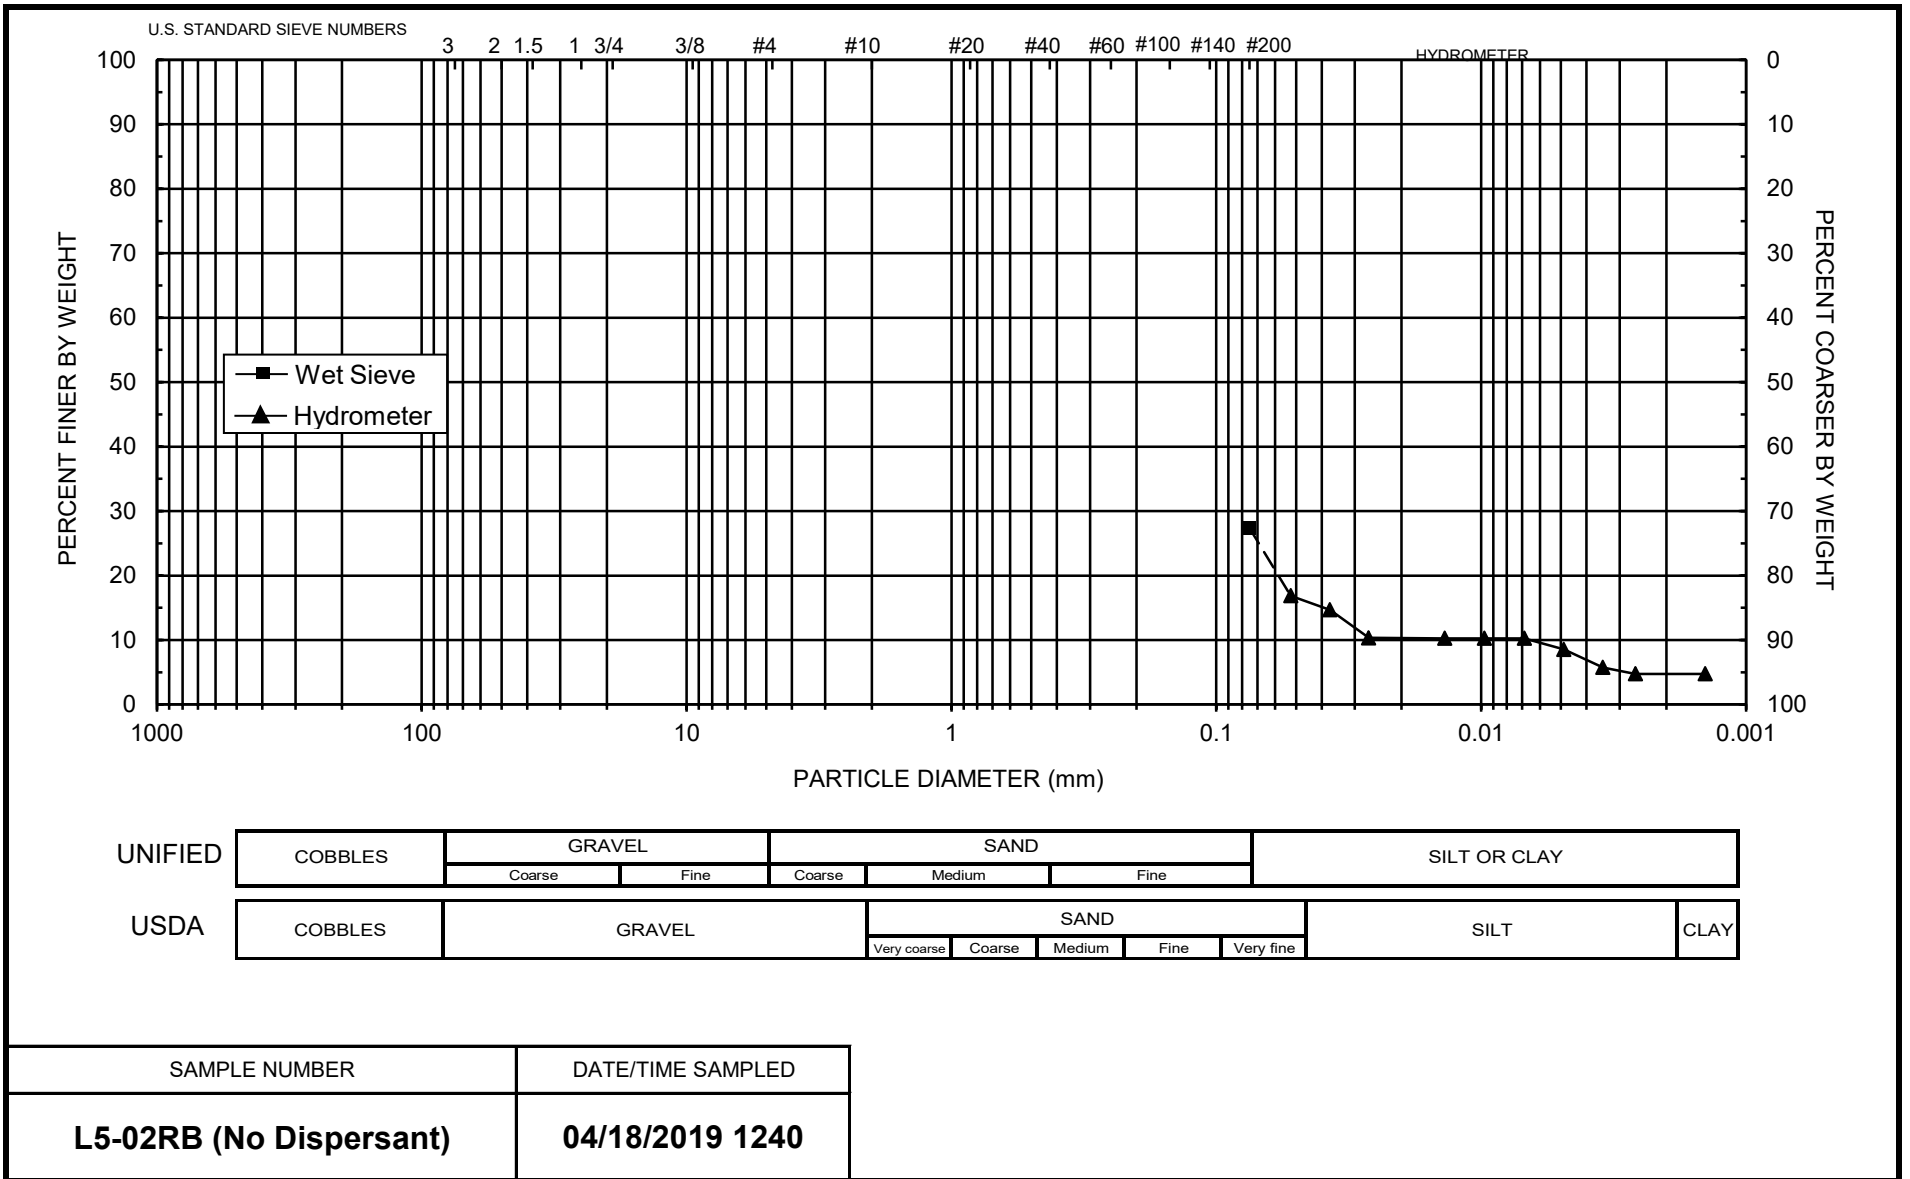 U.S. STANDARD SIEVE NUMBERS
3 2 1.5 1 3/4 3/8 #4 #10 #20 #40 #60 #100 #140 #200
HYDROMETER
100 0
90 10
80 20
70 30
60 40
50 50
40 60
30 70
20 80
10 90
0 100
PERCENT FINER BY WEIGHT
PERCENT COARSER BY WEIGHT
Wet Sieve
Hydrometer
1000 100 10 1 0.1 0.01 0.001
PARTICLE DIAMETER (mm)
UNIFIED
COBBLES
GRAVEL
Coarse Fine
SAND
Coarse Medium Fine
SILT OR CLAY
USDA
COBBLES
GRAVEL
SAND
Very coarse Coarse Medium Fine Very fine
SILT
CLAY
SAMPLE NUMBER DATE/TIME SAMPLED
L5-02RB (No Dispersant) 04/18/2019 1240